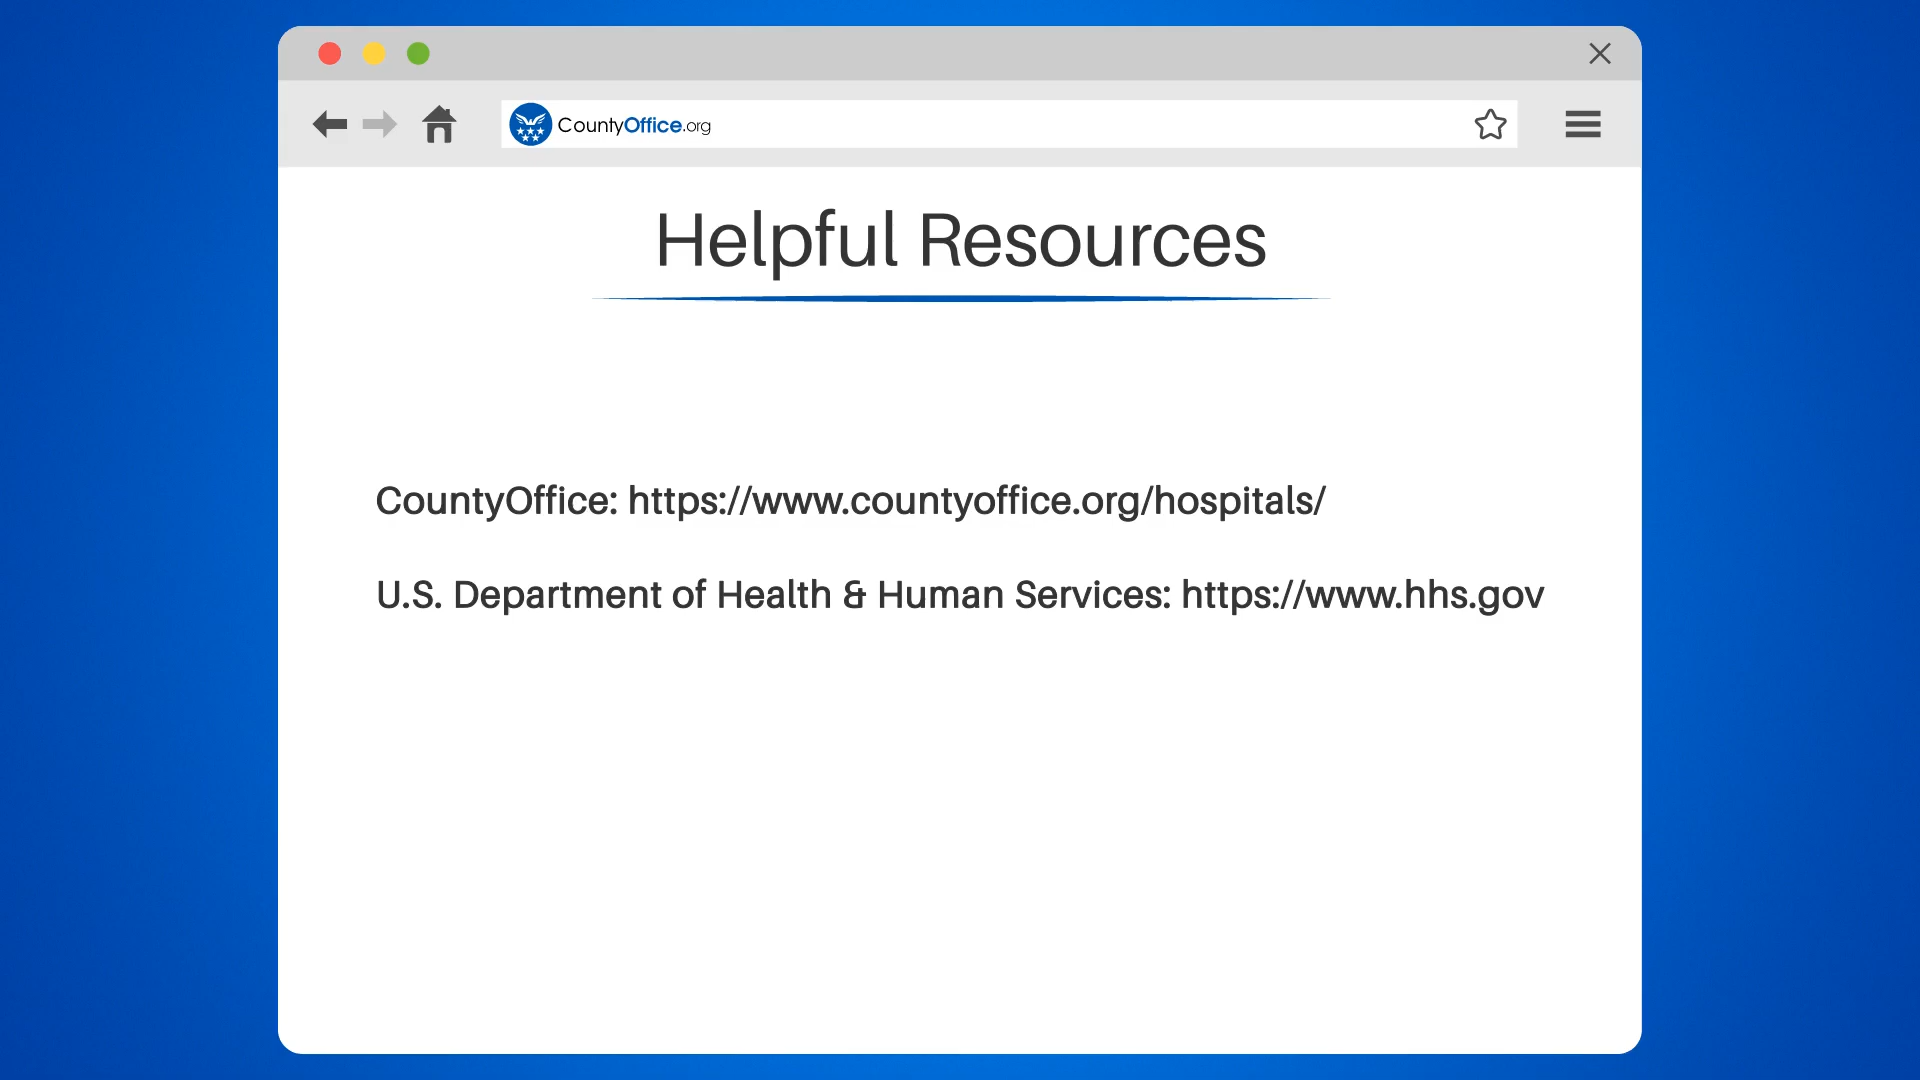 CountyOffice.org
Helpful Resources
CountyOffice: https://www.countyoffice.org/hospitals/
U.S. Department of Health & Human Services: https://www.hhs.gov